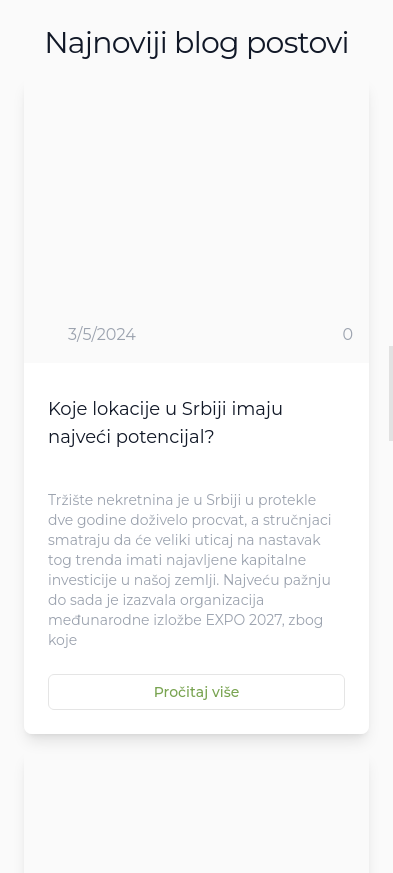 Najnoviji blog postovi
3/5/2024 0
Koje lokacije u Srbiji imaju
najveći potencijal?
Tržište nekretnina je u Srbiji u protekle
dve godine doživelo procvat, a stručnjaci
smatraju da će veliki uticaj na nastavak
tog trenda imati najavljene kapitalne
investicije u našoj zemlji. Najveću pažnju
do sada je izazvala organizacija
međunarodne izložbe EXPO 2027, zbog
koje
Pročitaj više